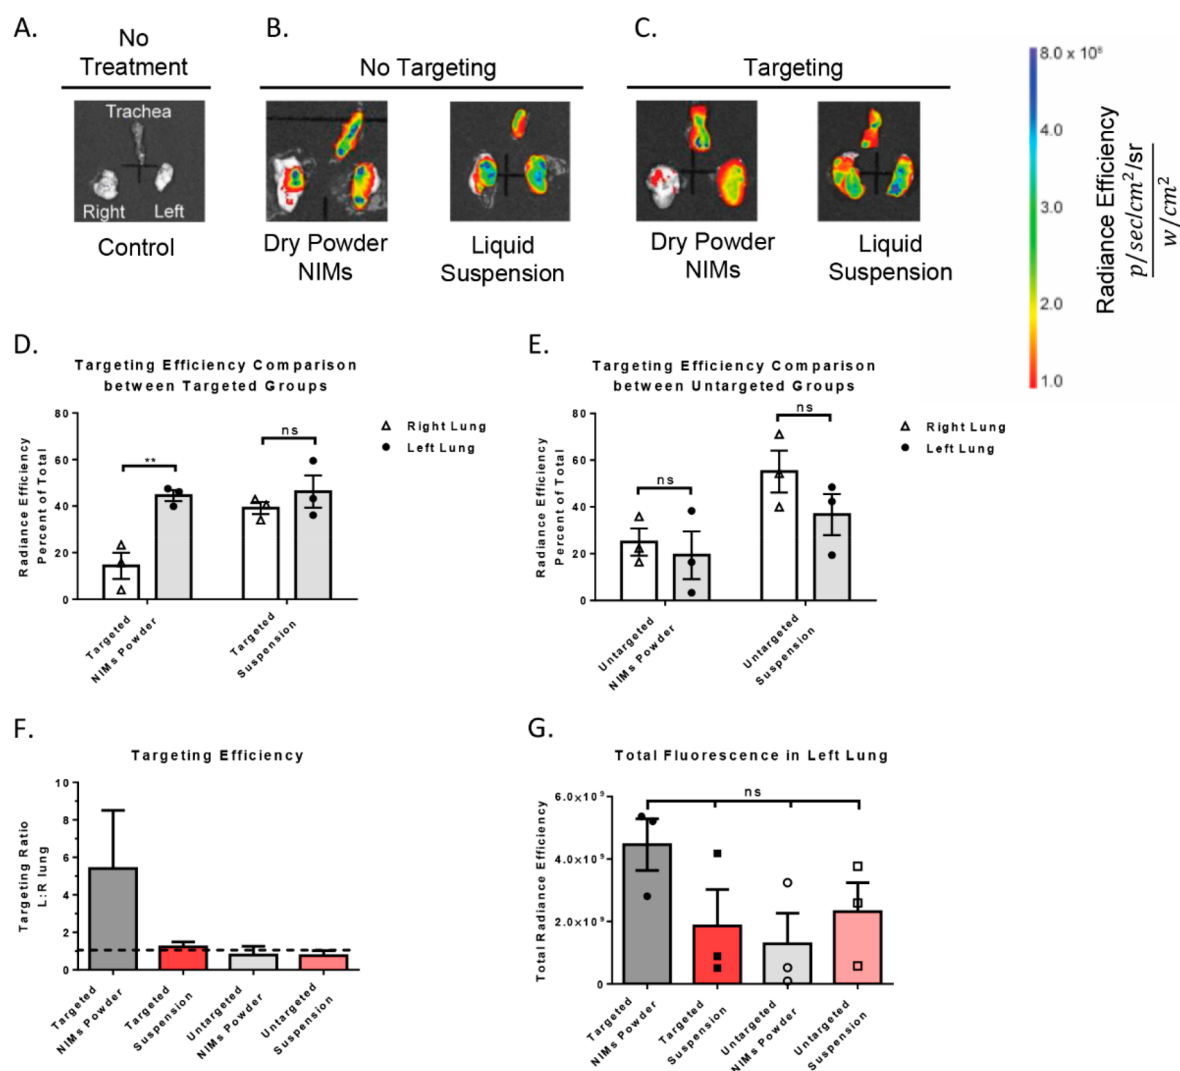 A.
No
Treatment
Trachea
Right
Left
Control
B.
No Targeting
Dry Powder
NIMs
Liquid
Suspension
C.
Targeting
Dry Powder
NIMs
Liquid
Suspension
8.0 x 10⁸
4.0
3.0
2.0
1.0
Radiance Efficiency
p/sec/cm²/sr
w/cm²
D.
Targeting Efficiency Comparison
between Targeted Groups
Radiance Efficiency
Percent of Total
80
60
40
20
0
**
ns
Right Lung
Left Lung
Targeted
NIMs Powder
Targeted
Suspension
E.
Targeting Efficiency Comparison
between Untargeted Groups
Radiance Efficiency
Percent of Total
80
60
40
20
0
ns
ns
Right Lung
Left Lung
Untargeted
NIMs Powder
Untargeted
Suspension
F.
Targeting Efficiency
Targeting Ratio
L:R lung
10
8
6
4
2
0
Targeted
NIMs Powder
Targeted
Suspension
Untargeted
NIMs Powder
Untargeted
Suspension
G.
Total Fluorescence in Left Lung
Total Radiance Efficiency
6.0×10⁹
4.0×10⁹
2.0×10⁹
0
ns
Targeted
NIMs Powder
Targeted
Suspension
Untargeted
NIMs Powder
Untargeted
Suspension